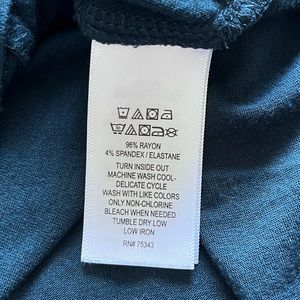 96% RAYON
4% SPANDEX / ELASTANE
TURN INSIDE OUT
MACHINE WASH COOL-
DELICATE CYCLE
WASH WITH LIKE COLORS
ONLY NON-CHLORINE
BLEACH WHEN NEEDED
TUMBLE DRY LOW
LOW IRON
RN# 75343